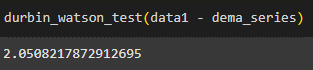 durbin_watson_test(data1 - dema_series)
2.0508217872912695